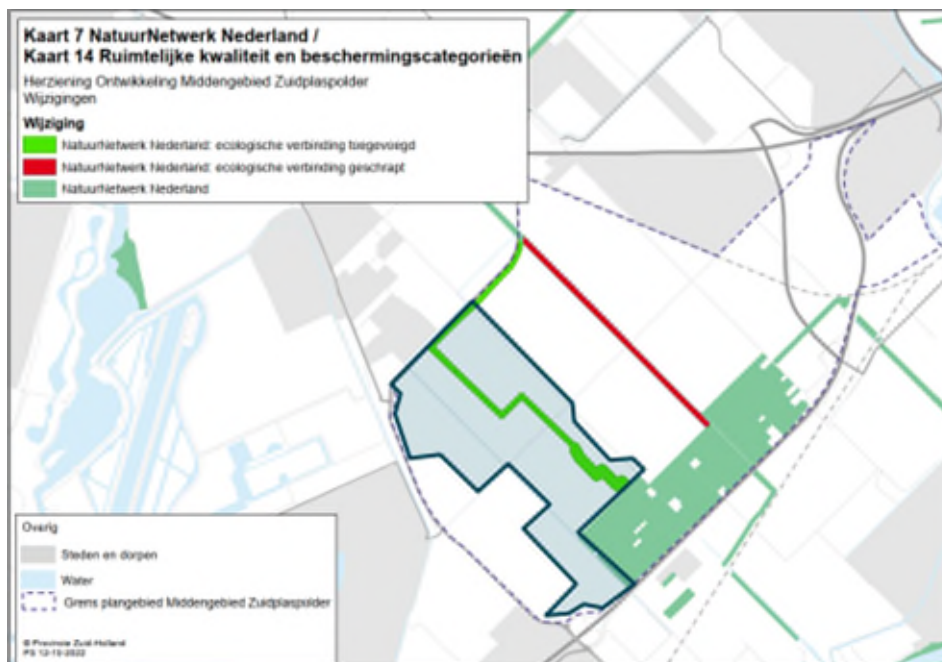 Kaart 7 NatuurNetwerk Nederland /
Kaart 14 Ruimtelijke kwaliteit en beschermingscategorieën
Herziening Ontwikkeling Middengebied Zuidplaspolder
Wijzigingen
Wijziging
NatuurNetwerk Nederland: ecologische verbinding toegevoegd
NatuurNetwerk Nederland: ecologische verbinding geschrapt
NatuurNetwerk Nederland
Overig
Steden en dorpen
Water
Grens plangebied Middengebied Zuidplaspolder
© Provincie Zuid-Holland
PS 12-10-2022